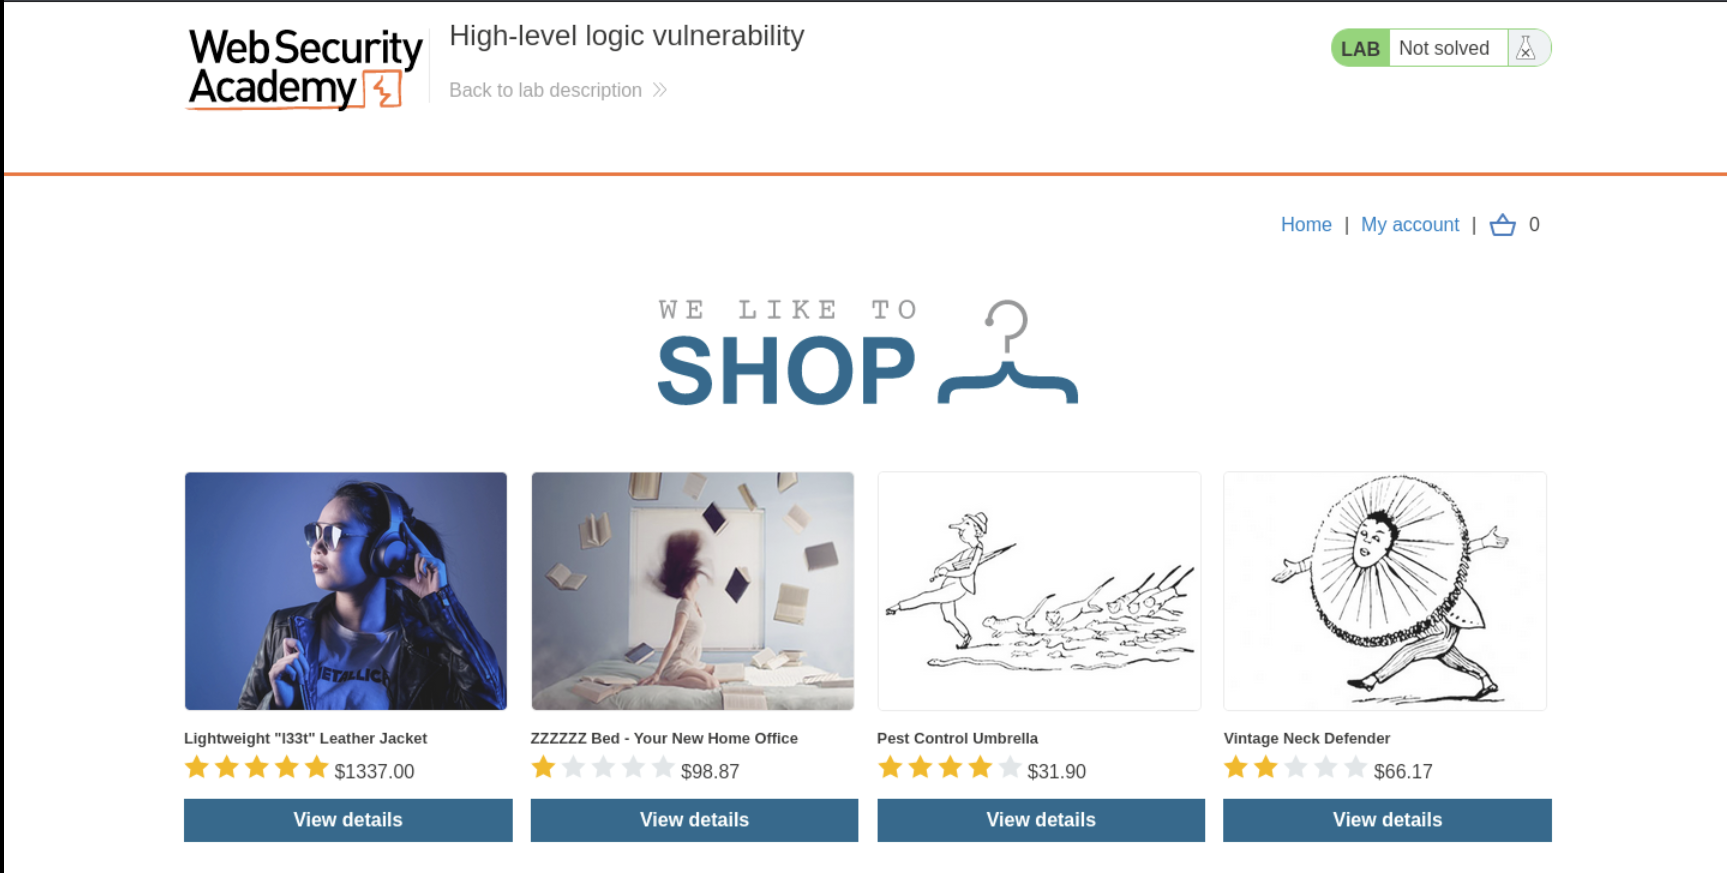 Web Security
Academy
High-level logic vulnerability
Back to lab description
LAB Not solved
Home | My account | 0
WE LIKE TO
SHOP
METALLICA
Lightweight "l33t" Leather Jacket
$1337.00
View details
ZZZZZZ Bed - Your New Home Office
$98.87
View details
Pest Control Umbrella
$31.90
View details
Vintage Neck Defender
$66.17
View details